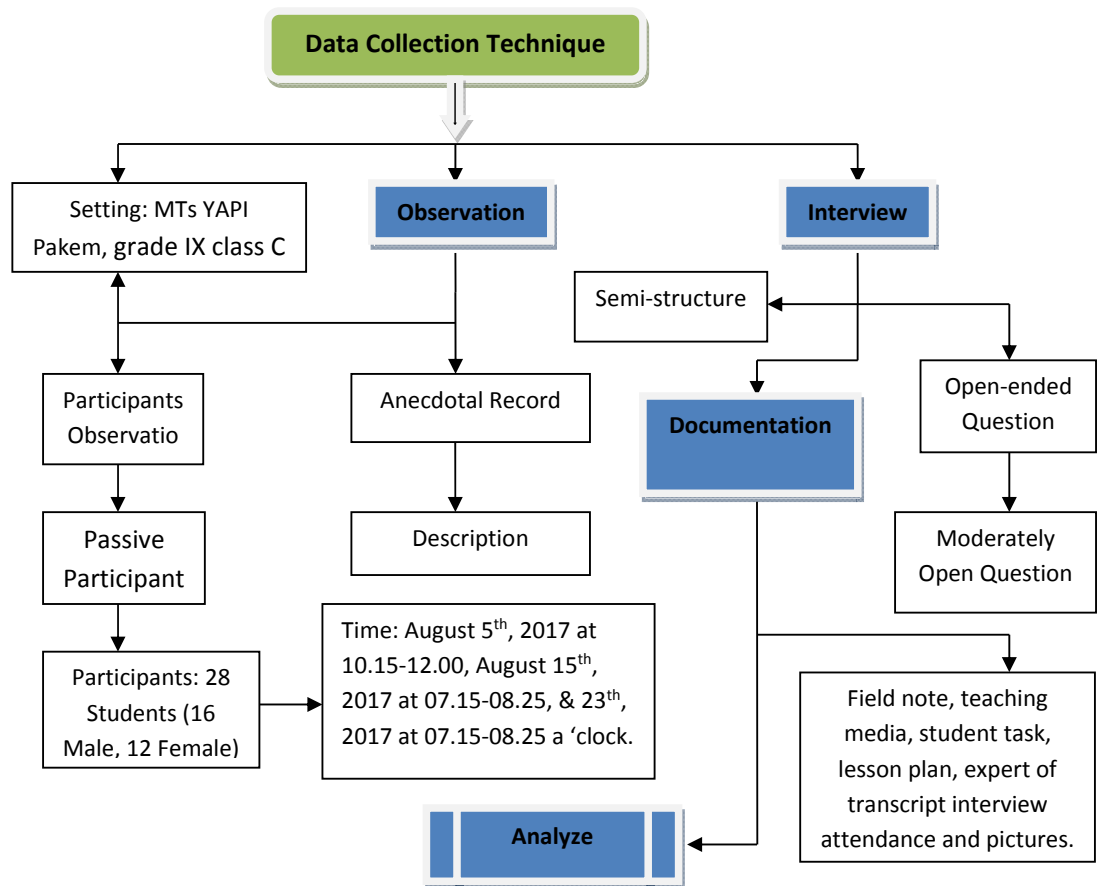 Data Collection Technique
Setting: MTs YAPI
Pakem, grade IX class C
Observation
Interview
Semi-structure
Participants
Observatio
Anecdotal Record
Documentation
Open-ended
Question
Passive
Participant
Description
Moderately
Open Question
Participants: 28
Students (16
Male, 12 Female)
Time: August 5th, 2017 at
10.15-12.00, August 15th,
2017 at 07.15-08.25, & 23th,
2017 at 07.15-08.25 a ‘clock.
Field note, teaching
media, student task,
lesson plan, expert of
transcript interview
attendance and pictures.
Analyze